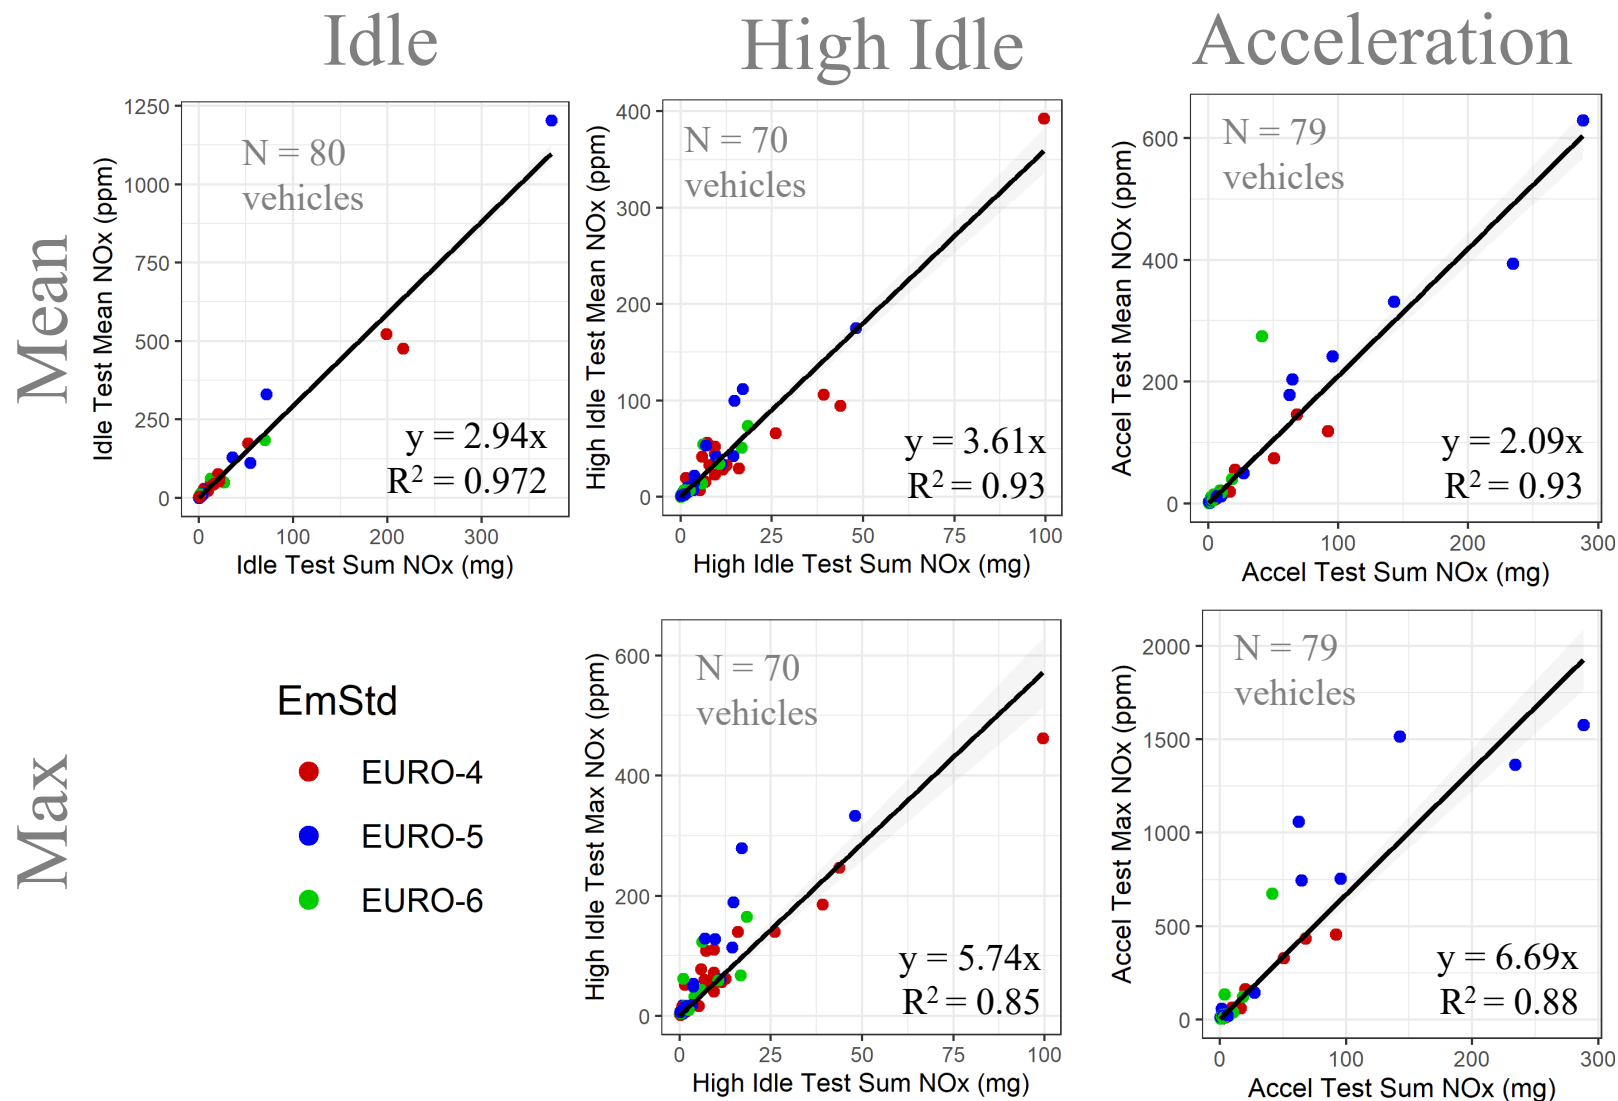 Idle
High Idle
Acceleration
Mean
Idle Test Mean NOx (ppm)
1250
1000
750
500
250
0
N = 80
vehicles
y = 2.94x
R² = 0.972
0
100
200
300
Idle Test Sum NOx (mg)
High Idle Test Mean NOx (ppm)
400
300
200
100
0
N = 70
vehicles
y = 3.61x
R² = 0.93
0
25
50
75
100
High Idle Test Sum NOx (mg)
Accel Test Mean NOx (ppm)
600
400
200
0
N = 79
vehicles
y = 2.09x
R² = 0.93
0
100
200
300
Accel Test Sum NOx (mg)
Max
EmStd
EURO-4
EURO-5
EURO-6
High Idle Test Max NOx (ppm)
600
400
200
0
N = 70
vehicles
y = 5.74x
R² = 0.85
0
25
50
75
100
High Idle Test Sum NOx (mg)
Accel Test Max NOx (ppm)
2000
1500
1000
500
0
N = 79
vehicles
y = 6.69x
R² = 0.88
0
100
200
300
Accel Test Sum NOx (mg)